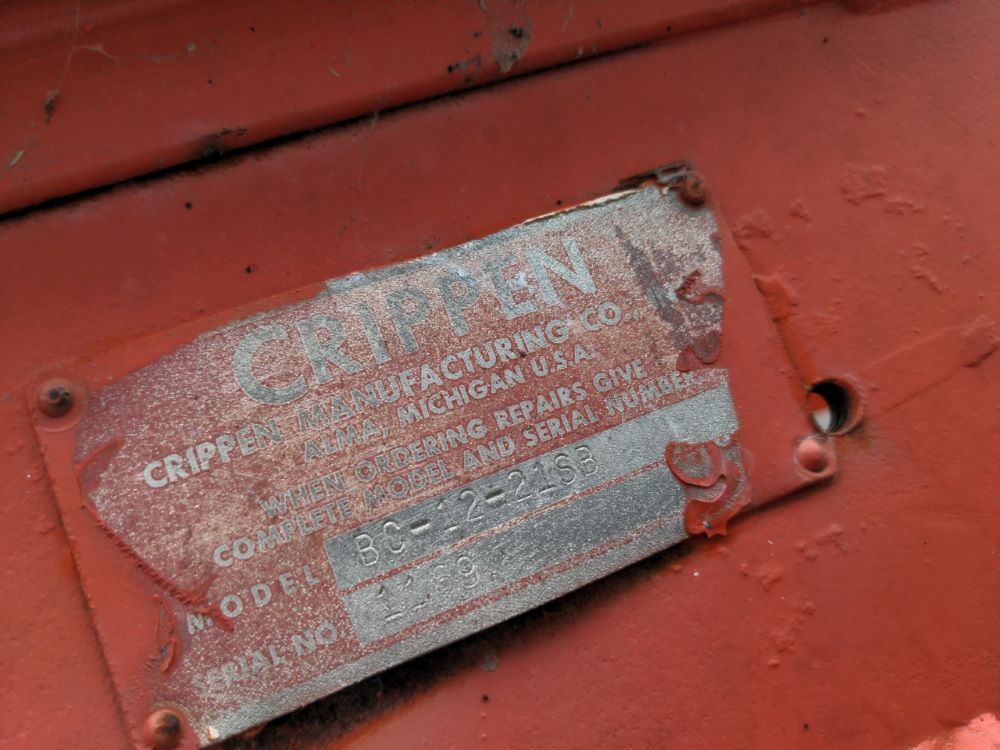 CRIPPEN
CRIPPEN MANUFACTURING CO.,
ALMA, MICHIGAN U.S.A.
WHEN ORDERING REPAIRS GIVE
COMPLETE MODEL AND SERIAL NUMBER
MODEL BC-12-21SB
SERIAL NO. 1169